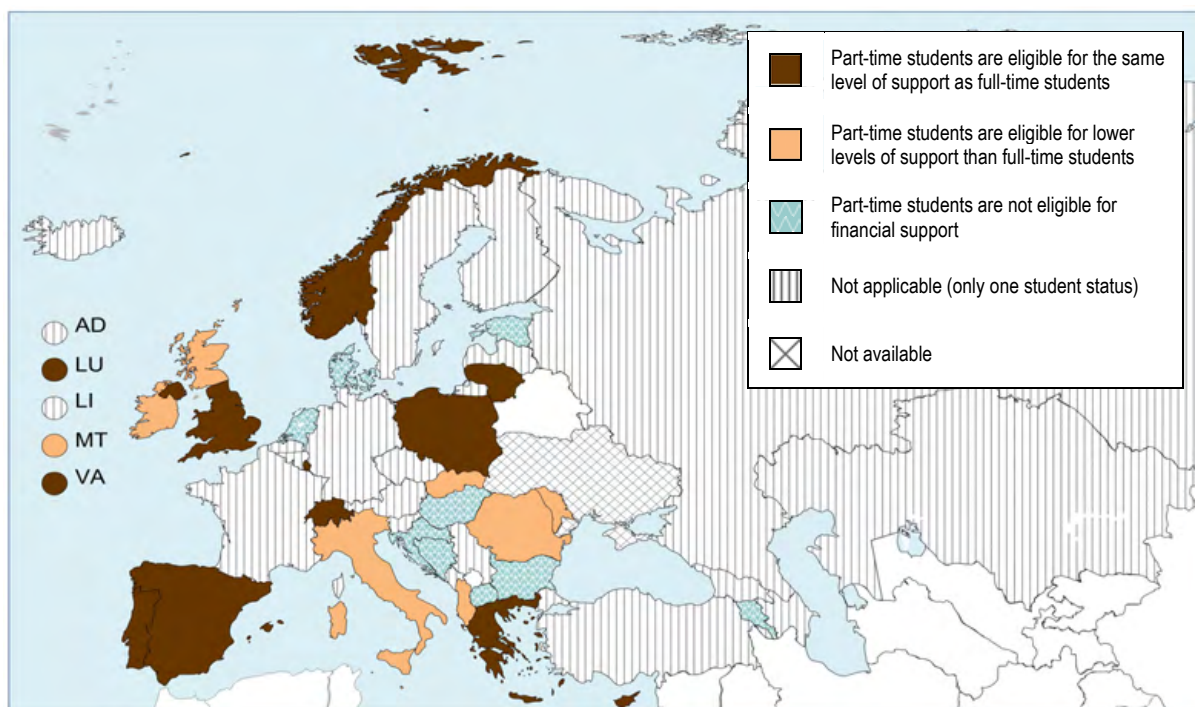 Part-time students are eligible for the same
level of support as full-time students
Part-time students are eligible for lower
levels of support than full-time students
Part-time students are not eligible for
financial support
Not applicable (only one student status)
Not available
AD
LU
LI
MT
VA